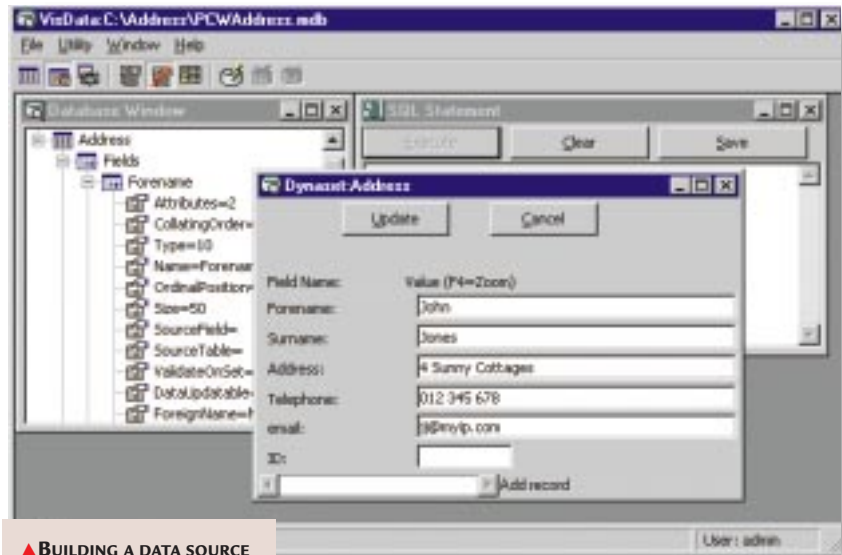 VisData:C:\Address\PCWAddress.mdb
File Utility Window Help
Database Window
SQL Statement
Execute Clear Save
Address
Fields
Forename
Attributes=2
CollatingOrder=
Type=10
Name=Forenam
OrdinalPosition=
Size=50
SourceField=
SourceTable=
ValidateOnSet=
DataUpdatable=
ForeignName=
Dynaset:Address
Update Cancel
Field Name: Value (F4=Zoom)
Forename: John
Surname: Jones
Address: 4 Sunny Cottages
Telephone: 012 345 678
email: @myip.com
ID:
Add record
User: admin
▲BUILDING A DATA SOURCE